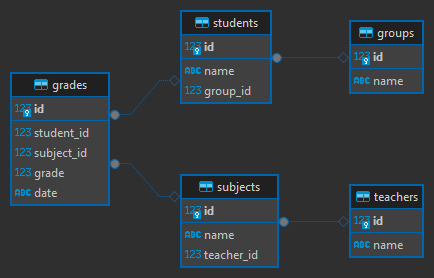 grades
123 id
123 student_id
123 subject_id
123 grade
ABC date
students
123 id
ABC name
123 group_id
groups
123 id
ABC name
subjects
123 id
ABC name
123 teacher_id
teachers
123 id
ABC name